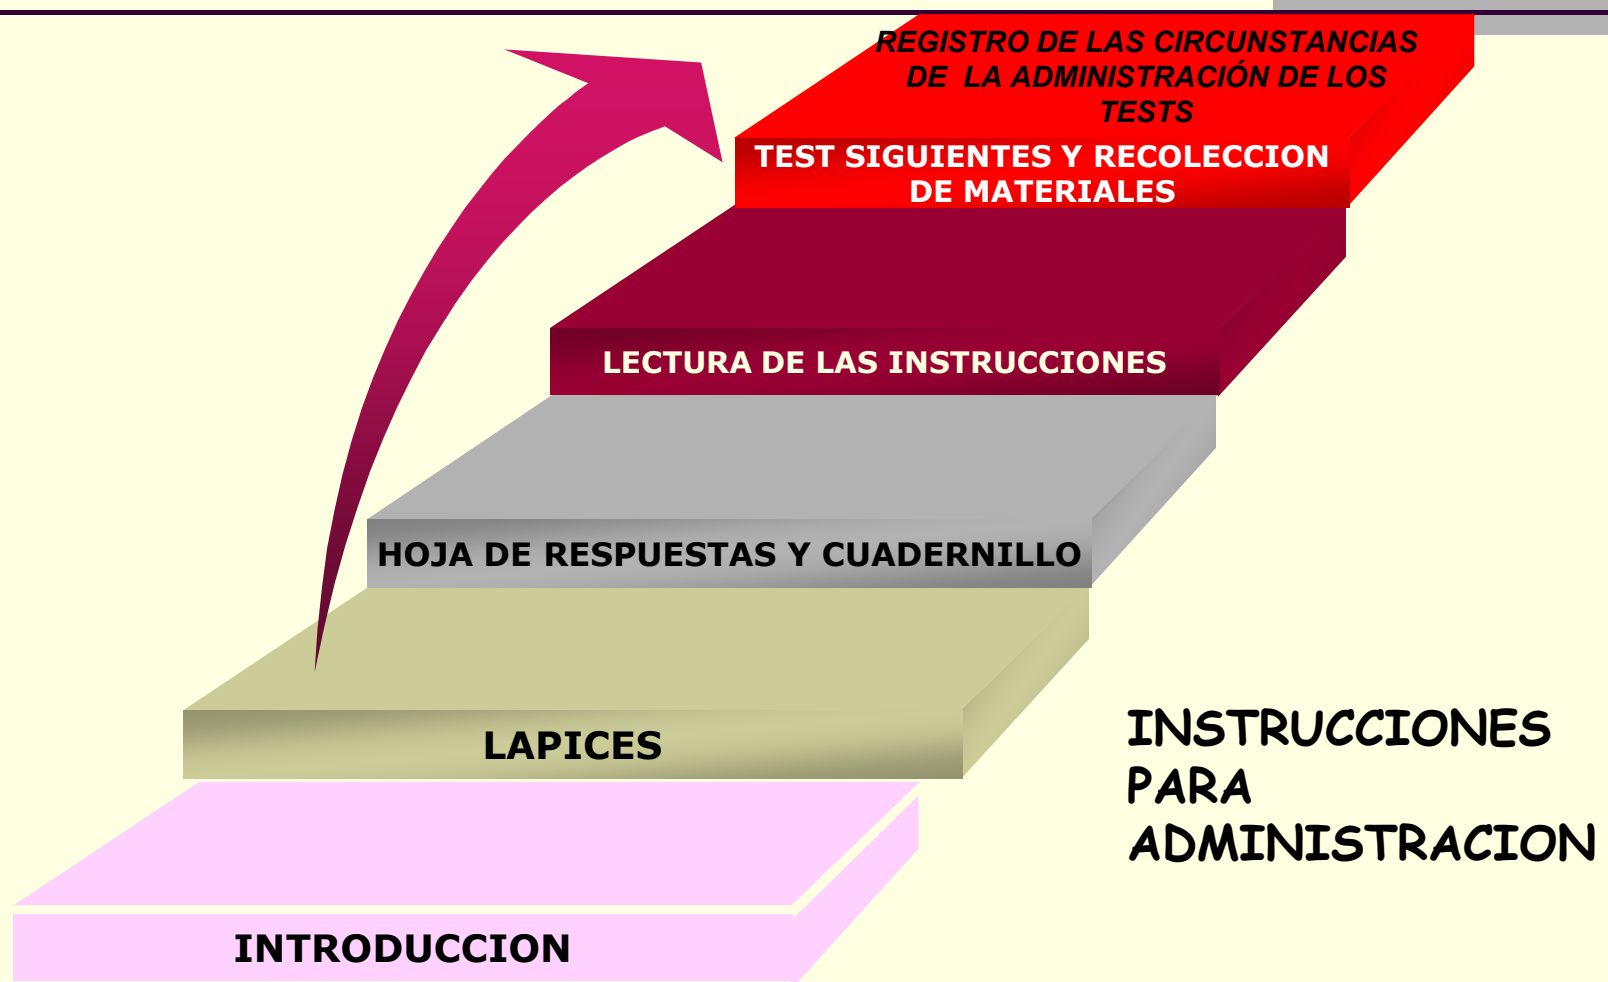 REGISTRO DE LAS CIRCUNSTANCIAS
DE LA ADMINISTRACIÓN DE LOS
TESTS
TEST SIGUIENTES Y RECOLECCION
DE MATERIALES
LECTURA DE LAS INSTRUCCIONES
HOJA DE RESPUESTAS Y CUADERNILLO
LAPICES
INSTRUCCIONES
PARA
ADMINISTRACION
INTRODUCCION